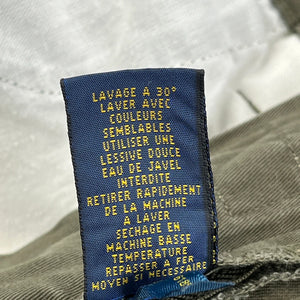 LAVAGE À 30°
LAVER AVEC
COULEURS
SEMBLABLES
UTILISER UNE
LESSIVE DOUCE
EAU DE JAVEL
INTERDITE
RETIRER RAPIDEMENT
DE LA MACHINE
A LAVER
SECHAGE EN
MACHINE BASSE
TEMPERATURE
REPASSER A FER
MOYEN SI NECESSAIRE